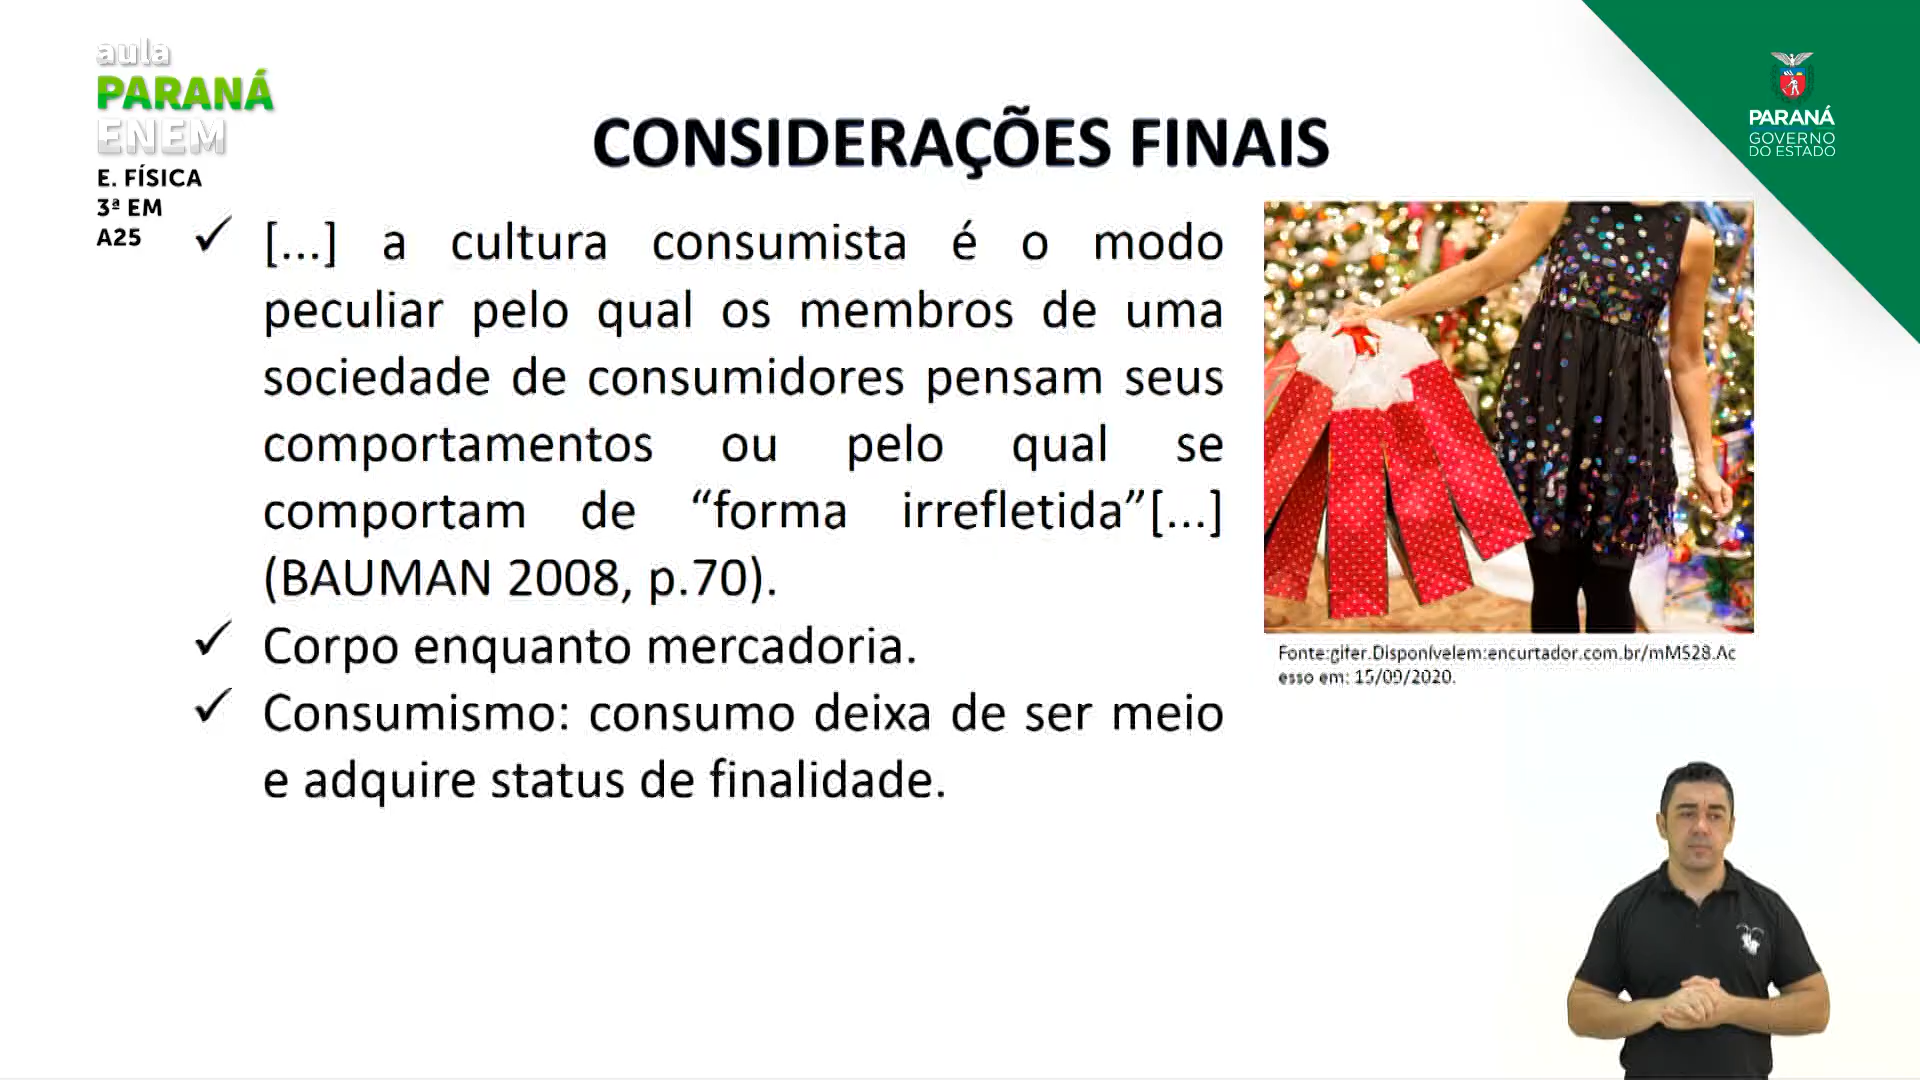 aula
PARANÁ
ENEM
E. FÍSICA
3ª EM
A25
PARANÁ
GOVERNO
DO ESTADO
CONSIDERAÇÕES FINAIS
✓ [...] a cultura consumista é o modo
peculiar pelo qual os membros de uma
sociedade de consumidores pensam seus
comportamentos ou pelo qual se
comportam de “forma irrefletida”[...]
(BAUMAN 2008, p.70).
✓ Corpo enquanto mercadoria.
✓ Consumismo: consumo deixa de ser meio
e adquire status de finalidade.
Fonte:gifer.Disponívelem:encurtador.com.br/mMS28.Ac
esso em: 15/09/2020.